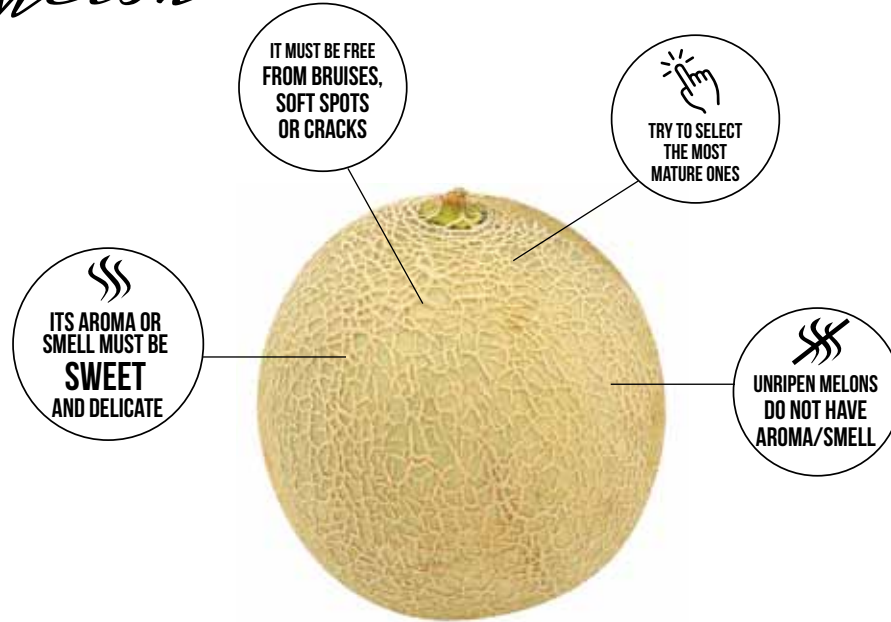 IT MUST BE FREE
FROM BRUISES,
SOFT SPOTS
OR CRACKS
TRY TO SELECT
THE MOST
MATURE ONES
ITS AROMA OR
SMELL MUST BE
SWEET
AND DELICATE
UNRIPEN MELONS
DO NOT HAVE
AROMA/SMELL